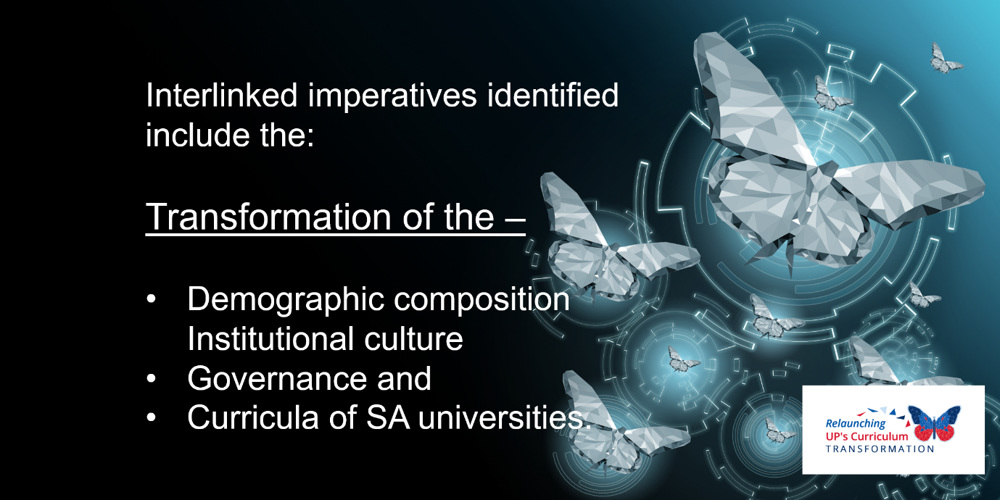 Interlinked imperatives identified
include the:
Transformation of the –
• Demographic composition
Institutional culture
• Governance and
• Curricula of SA universities.
Relaunching
UP's Curriculum
TRANSFORMATION